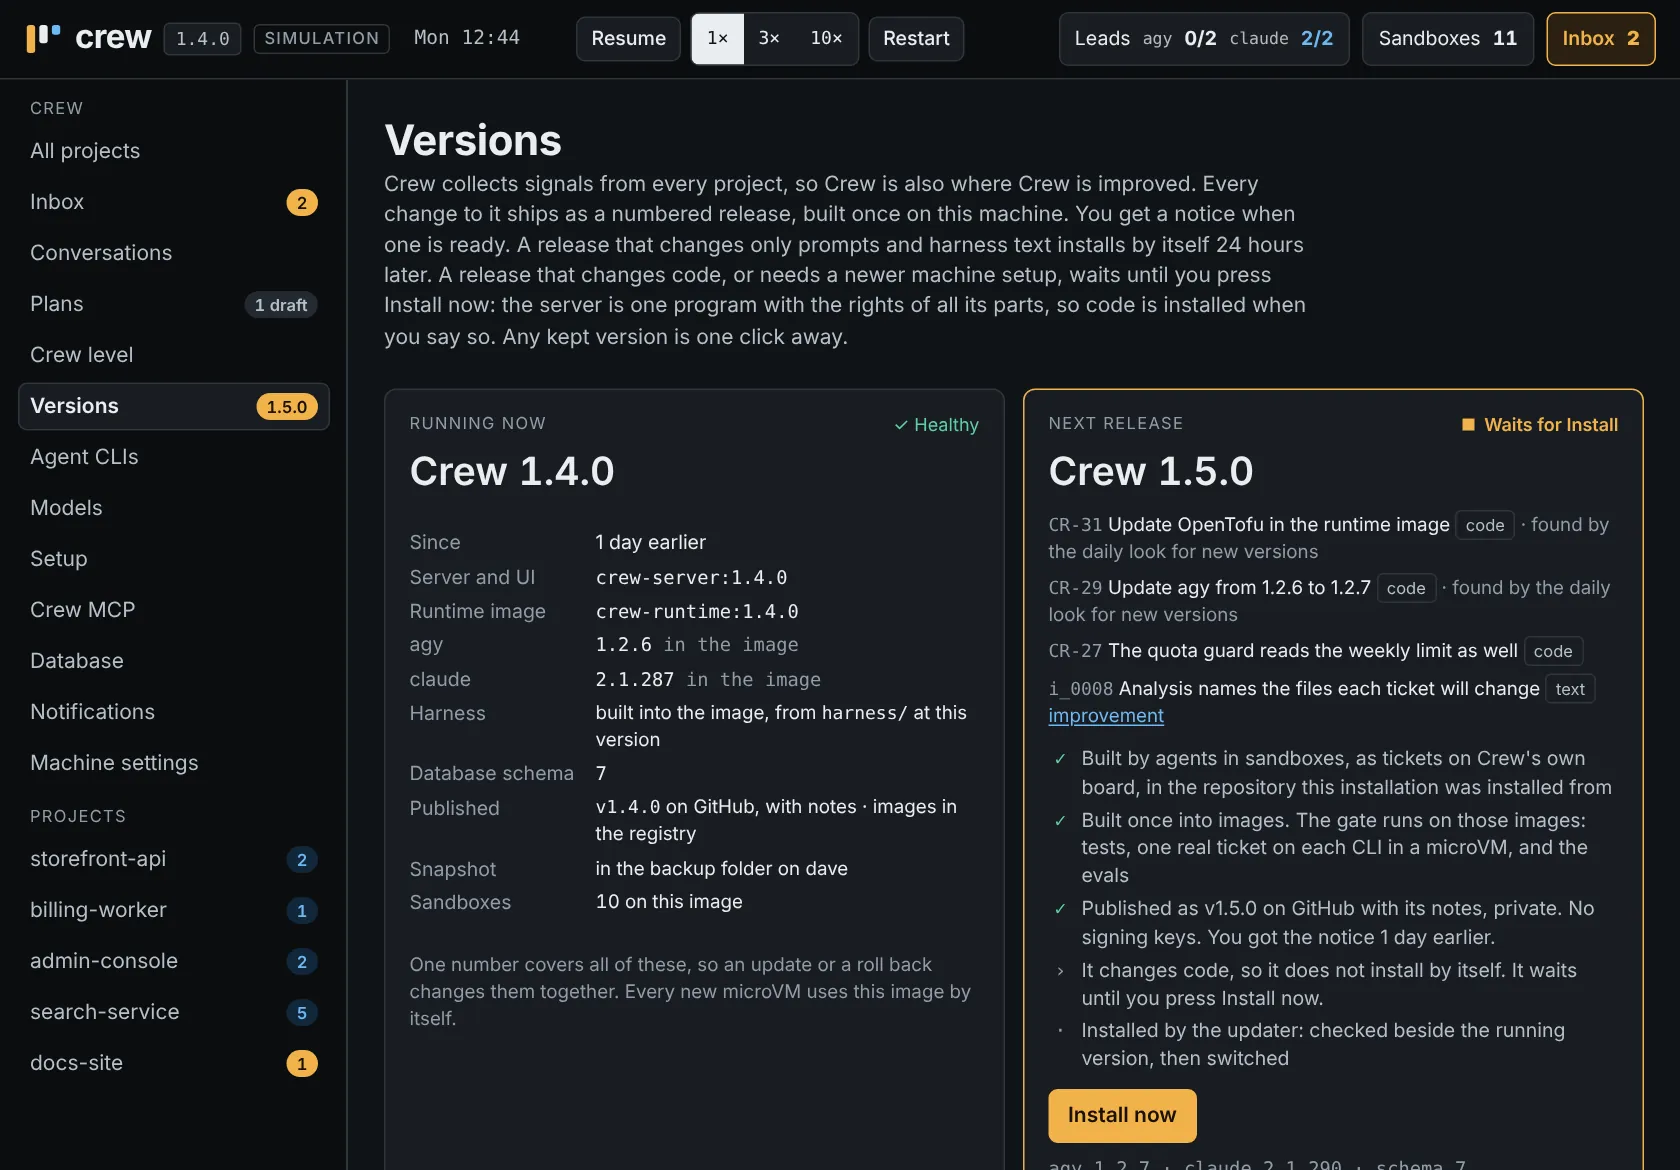 crew 1.4.0 SIMULATION Mon 12:44 Resume 1× 3× 10× Restart Leads agy 0/2 claude 2/2 Sandboxes 11 Inbox 2
CREW
All projects
Inbox 2
Conversations
Plans 1 draft
Crew level
Versions 1.5.0
Agent CLIs
Models
Setup
Crew MCP
Database
Notifications
Machine settings
PROJECTS
storefront-api 2
billing-worker 1
admin-console 2
search-service 5
docs-site 1
Versions
Crew collects signals from every project, so Crew is also where Crew is improved. Every
change to it ships as a numbered release, built once on this machine. You get a notice when
one is ready. A release that changes only prompts and harness text installs by itself 24 hours
later. A release that changes code, or needs a newer machine setup, waits until you press
Install now: the server is one program with the rights of all its parts, so code is installed when
you say so. Any kept version is one click away.
RUNNING NOW ✓ Healthy
Crew 1.4.0
Since 1 day earlier
Server and UI crew-server:1.4.0
Runtime image crew-runtime:1.4.0
agy 1.2.6 in the image
claude 2.1.287 in the image
Harness built into the image, from harness/ at this
version
Database schema 7
Published v1.4.0 on GitHub, with notes · images in
the registry
Snapshot in the backup folder on dave
Sandboxes 10 on this image
One number covers all of these, so an update or a roll back
changes them together. Every new microVM uses this image by
itself.
NEXT RELEASE ■ Waits for Install
Crew 1.5.0
CR-31 Update OpenTofu in the runtime image code · found by
the daily look for new versions
CR-29 Update agy from 1.2.6 to 1.2.7 code · found by the daily
look for new versions
CR-27 The quota guard reads the weekly limit as well code
i_0008 Analysis names the files each ticket will change text
improvement
✓ Built by agents in sandboxes, as tickets on Crew's own
board, in the repository this installation was installed from
✓ Built once into images. The gate runs on those images:
tests, one real ticket on each CLI in a microVM, and the
evals
✓ Published as v1.5.0 on GitHub with its notes, private. No
signing keys. You got the notice 1 day earlier.
› It changes code, so it does not install by itself. It waits
until you press Install now.
· Installed by the updater: checked beside the running
version, then switched
Install now
agy 1.2.7 · claude 2.1.290 · schema 7